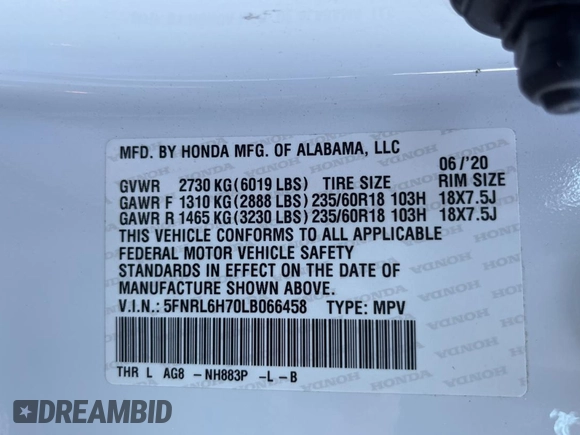 MFD. BY HONDA MFG. OF ALABAMA, LLC 06/'20
GVWR 2730 KG(6019 LBS) TIRE SIZE RIM SIZE
GAWR F 1310 KG(2888 LBS)235/60R18 103H 18X7.5J
GAWR R 1465 KG(3230 LBS)235/60R18 103H 18X7.5J
THIS VEHICLE CONFORMS TO ALL APPLICABLE
FEDERAL MOTOR VEHICLE SAFETY
STANDARDS IN EFFECT ON THE DATE OF
MANUFACTURE SHOWN ABOVE.
V.I.N.: 5FNRL6H70LB066458 TYPE: MPV
THR L AG8 -NH883P -L-B
DREAMBID